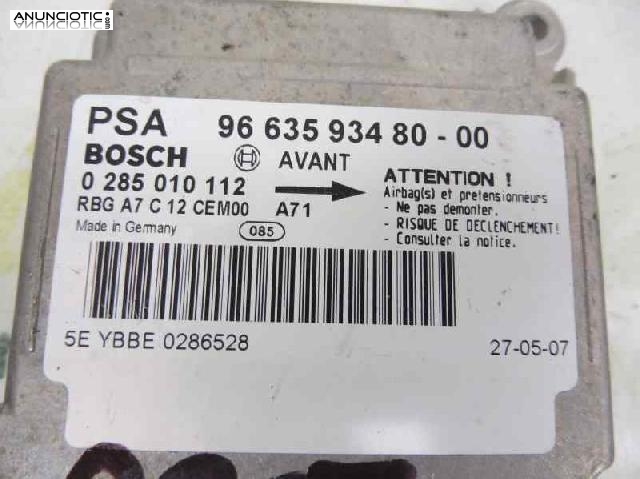 ANUNCIATIO
PSA 96 635 934 80 - 00
BOSCH AVANT
0 285 010 112
RBG A7 C 12 CEM00 A71
Made in Germany 085
ATTENTION !
Airbag(s) et pretensionneurs
- Ne pas demonter.
- RISQUE DE DECLENCHEMENT!
- Consulter la notice.
5E YBBE 0286528
27-05-07